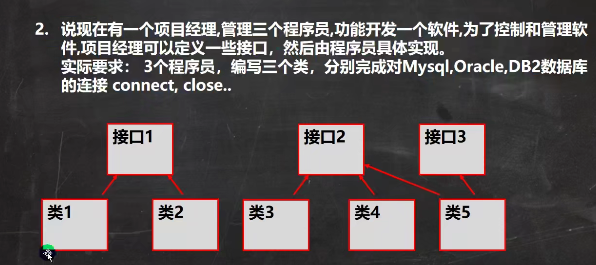 2. 说现在有一个项目经理,管理三个程序员,功能开发一个软件,为了控制和管理软
件,项目经理可以定义一些接口，然后由程序员具体实现。
实际要求： 3个程序员，编写三个类，分别完成对Mysql,Oracle,DB2数据库
的连接 connect, close..
接口1 接口2 接口3
类1 类2 类3 类4 类5